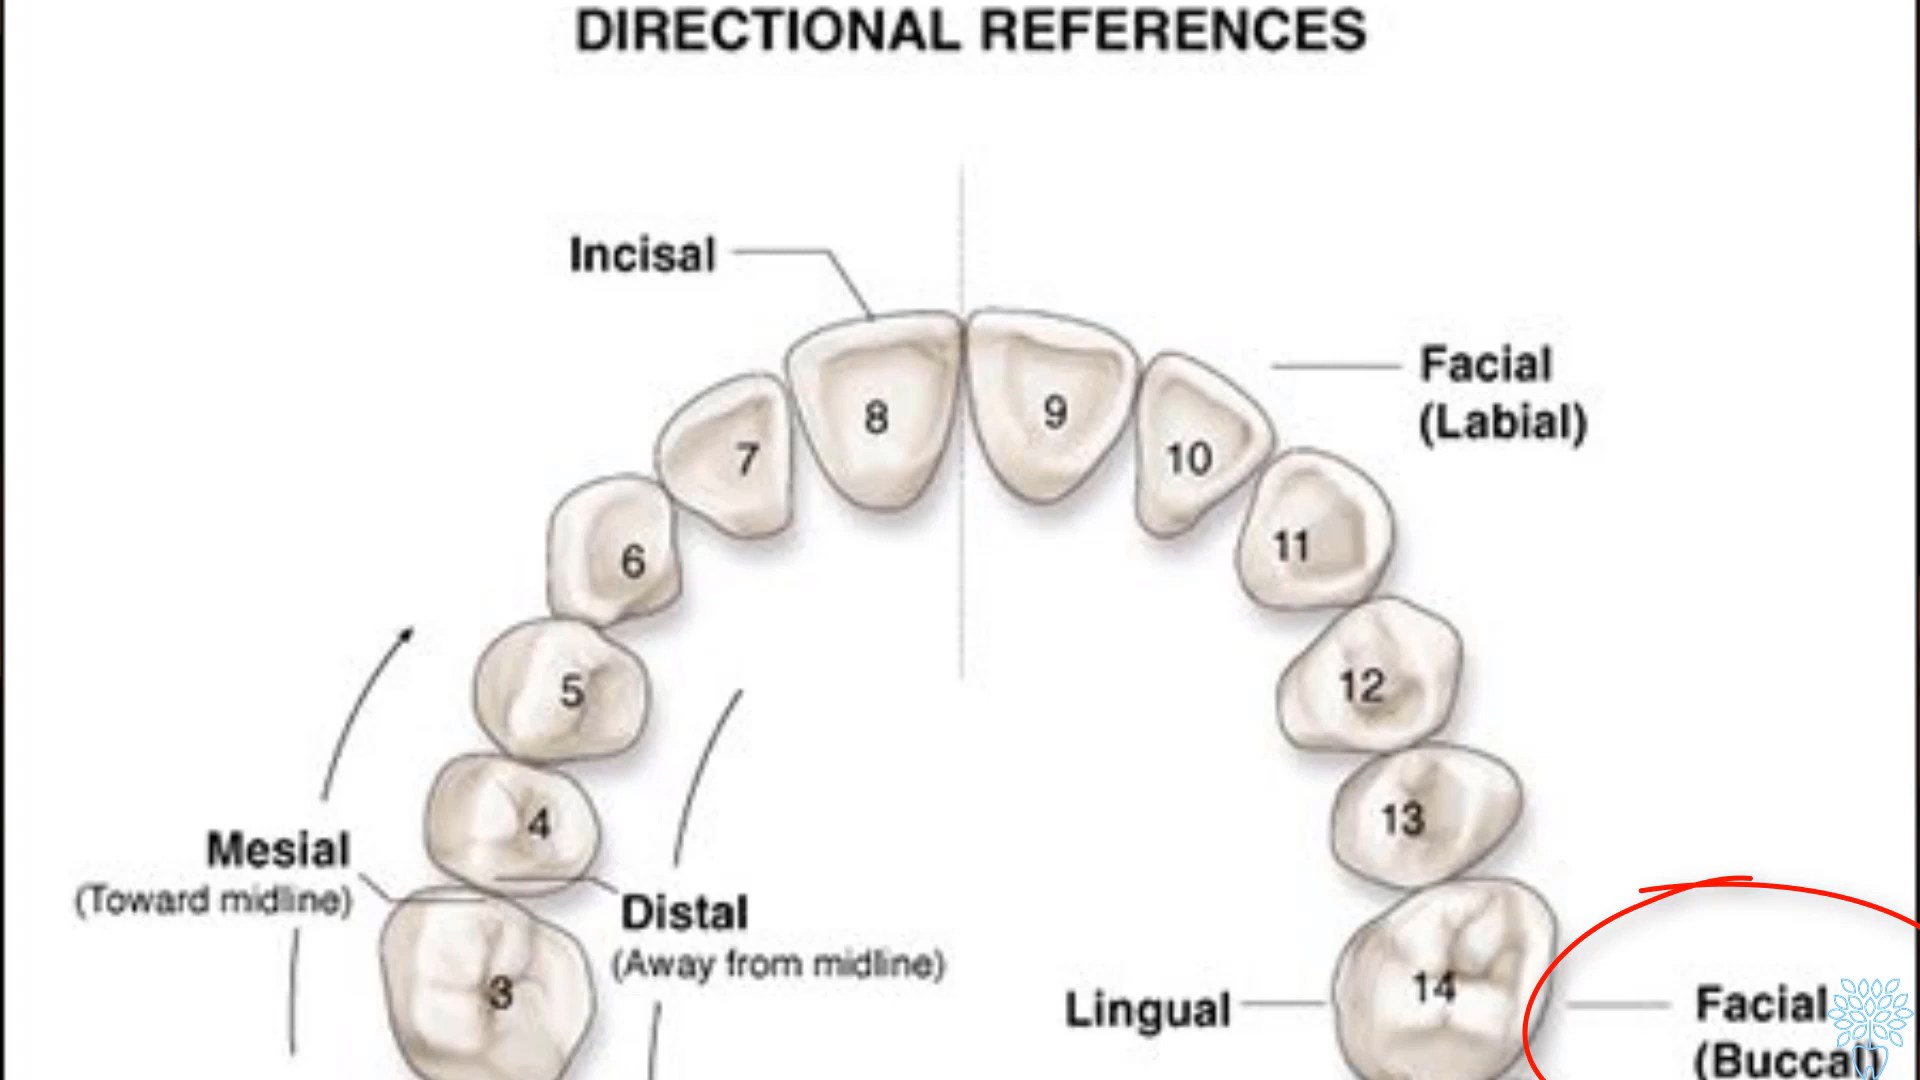 DIRECTIONAL REFERENCES
Incisal
Facial
(Labial)
8
9
7
10
11
6
5
12
4
13
Mesial
(Toward midline)
Distal
(Away from midline)
3
14
Lingual
Facial
(Buccal)